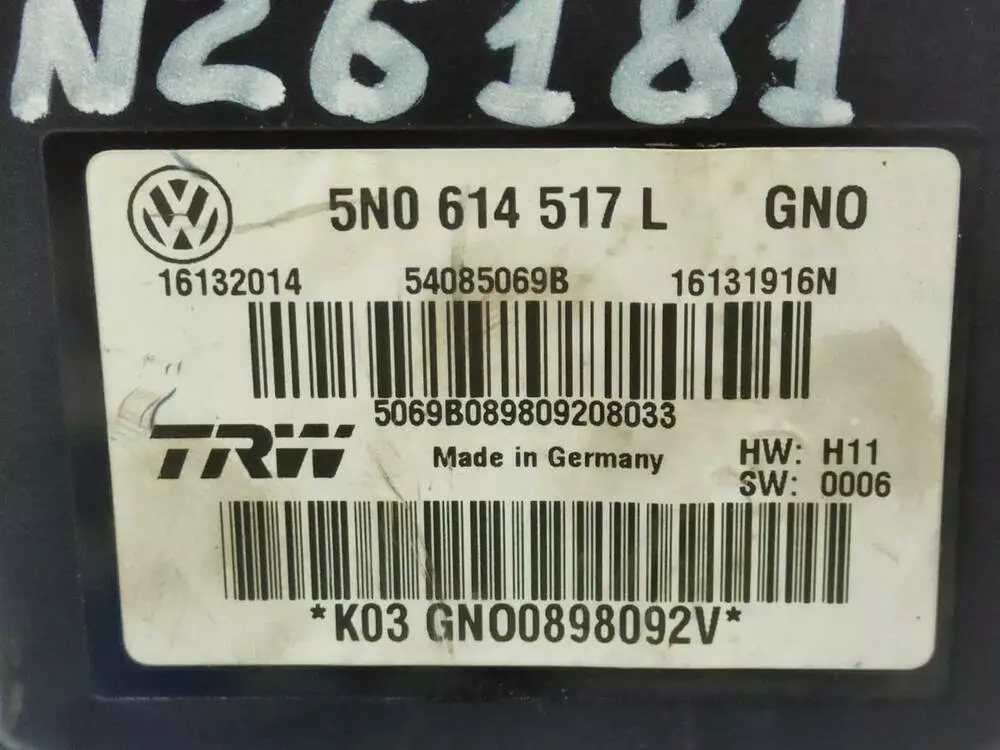 N26181
5N0 614 517 L GNO
16132014 54085069B 16131916N
5069B089809208033
TRW Made in Germany HW: H11
SW: 0006
*K03 GNO0898092V*